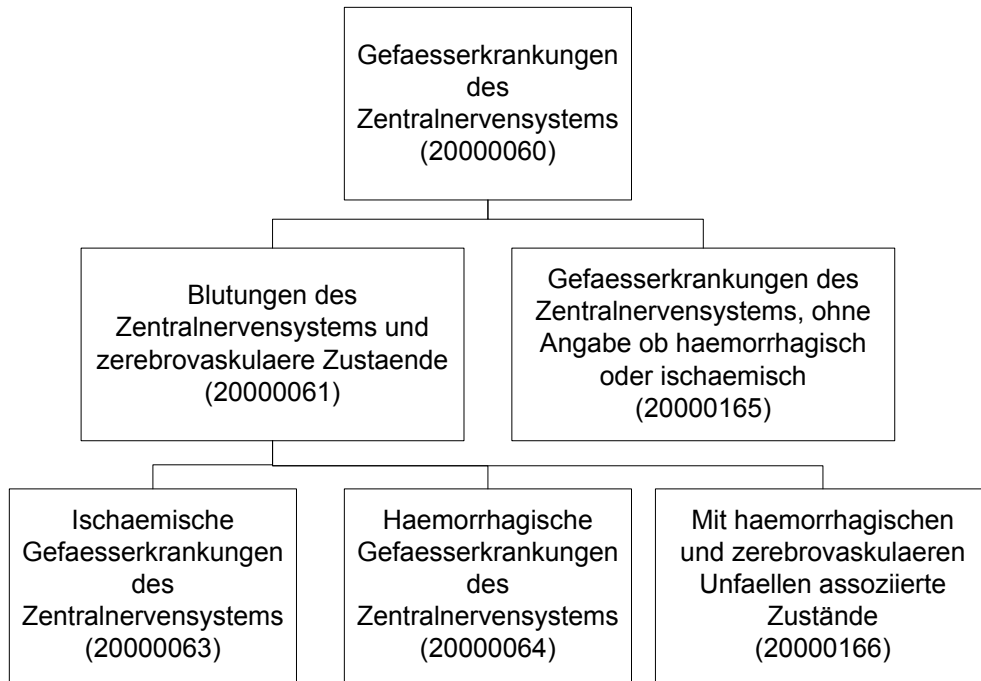 Gefaesserkrankungen
des
Zentralnervensystems
(20000060)
Blutungen des
Zentralnervensystems und
zerebrovaskulaere Zustaende
(20000061)
Gefaesserkrankungen des
Zentralnervensystems, ohne
Angabe ob haemorrhagisch
oder ischaemisch
(20000165)
Ischaemische
Gefaesserkrankungen
des
Zentralnervensystems
(20000063)
Haemorrhagische
Gefaesserkrankungen
des
Zentralnervensystems
(20000064)
Mit haemorrhagischen
und zerebrovaskulaeren
Unfaellen assoziierte
Zustände
(20000166)